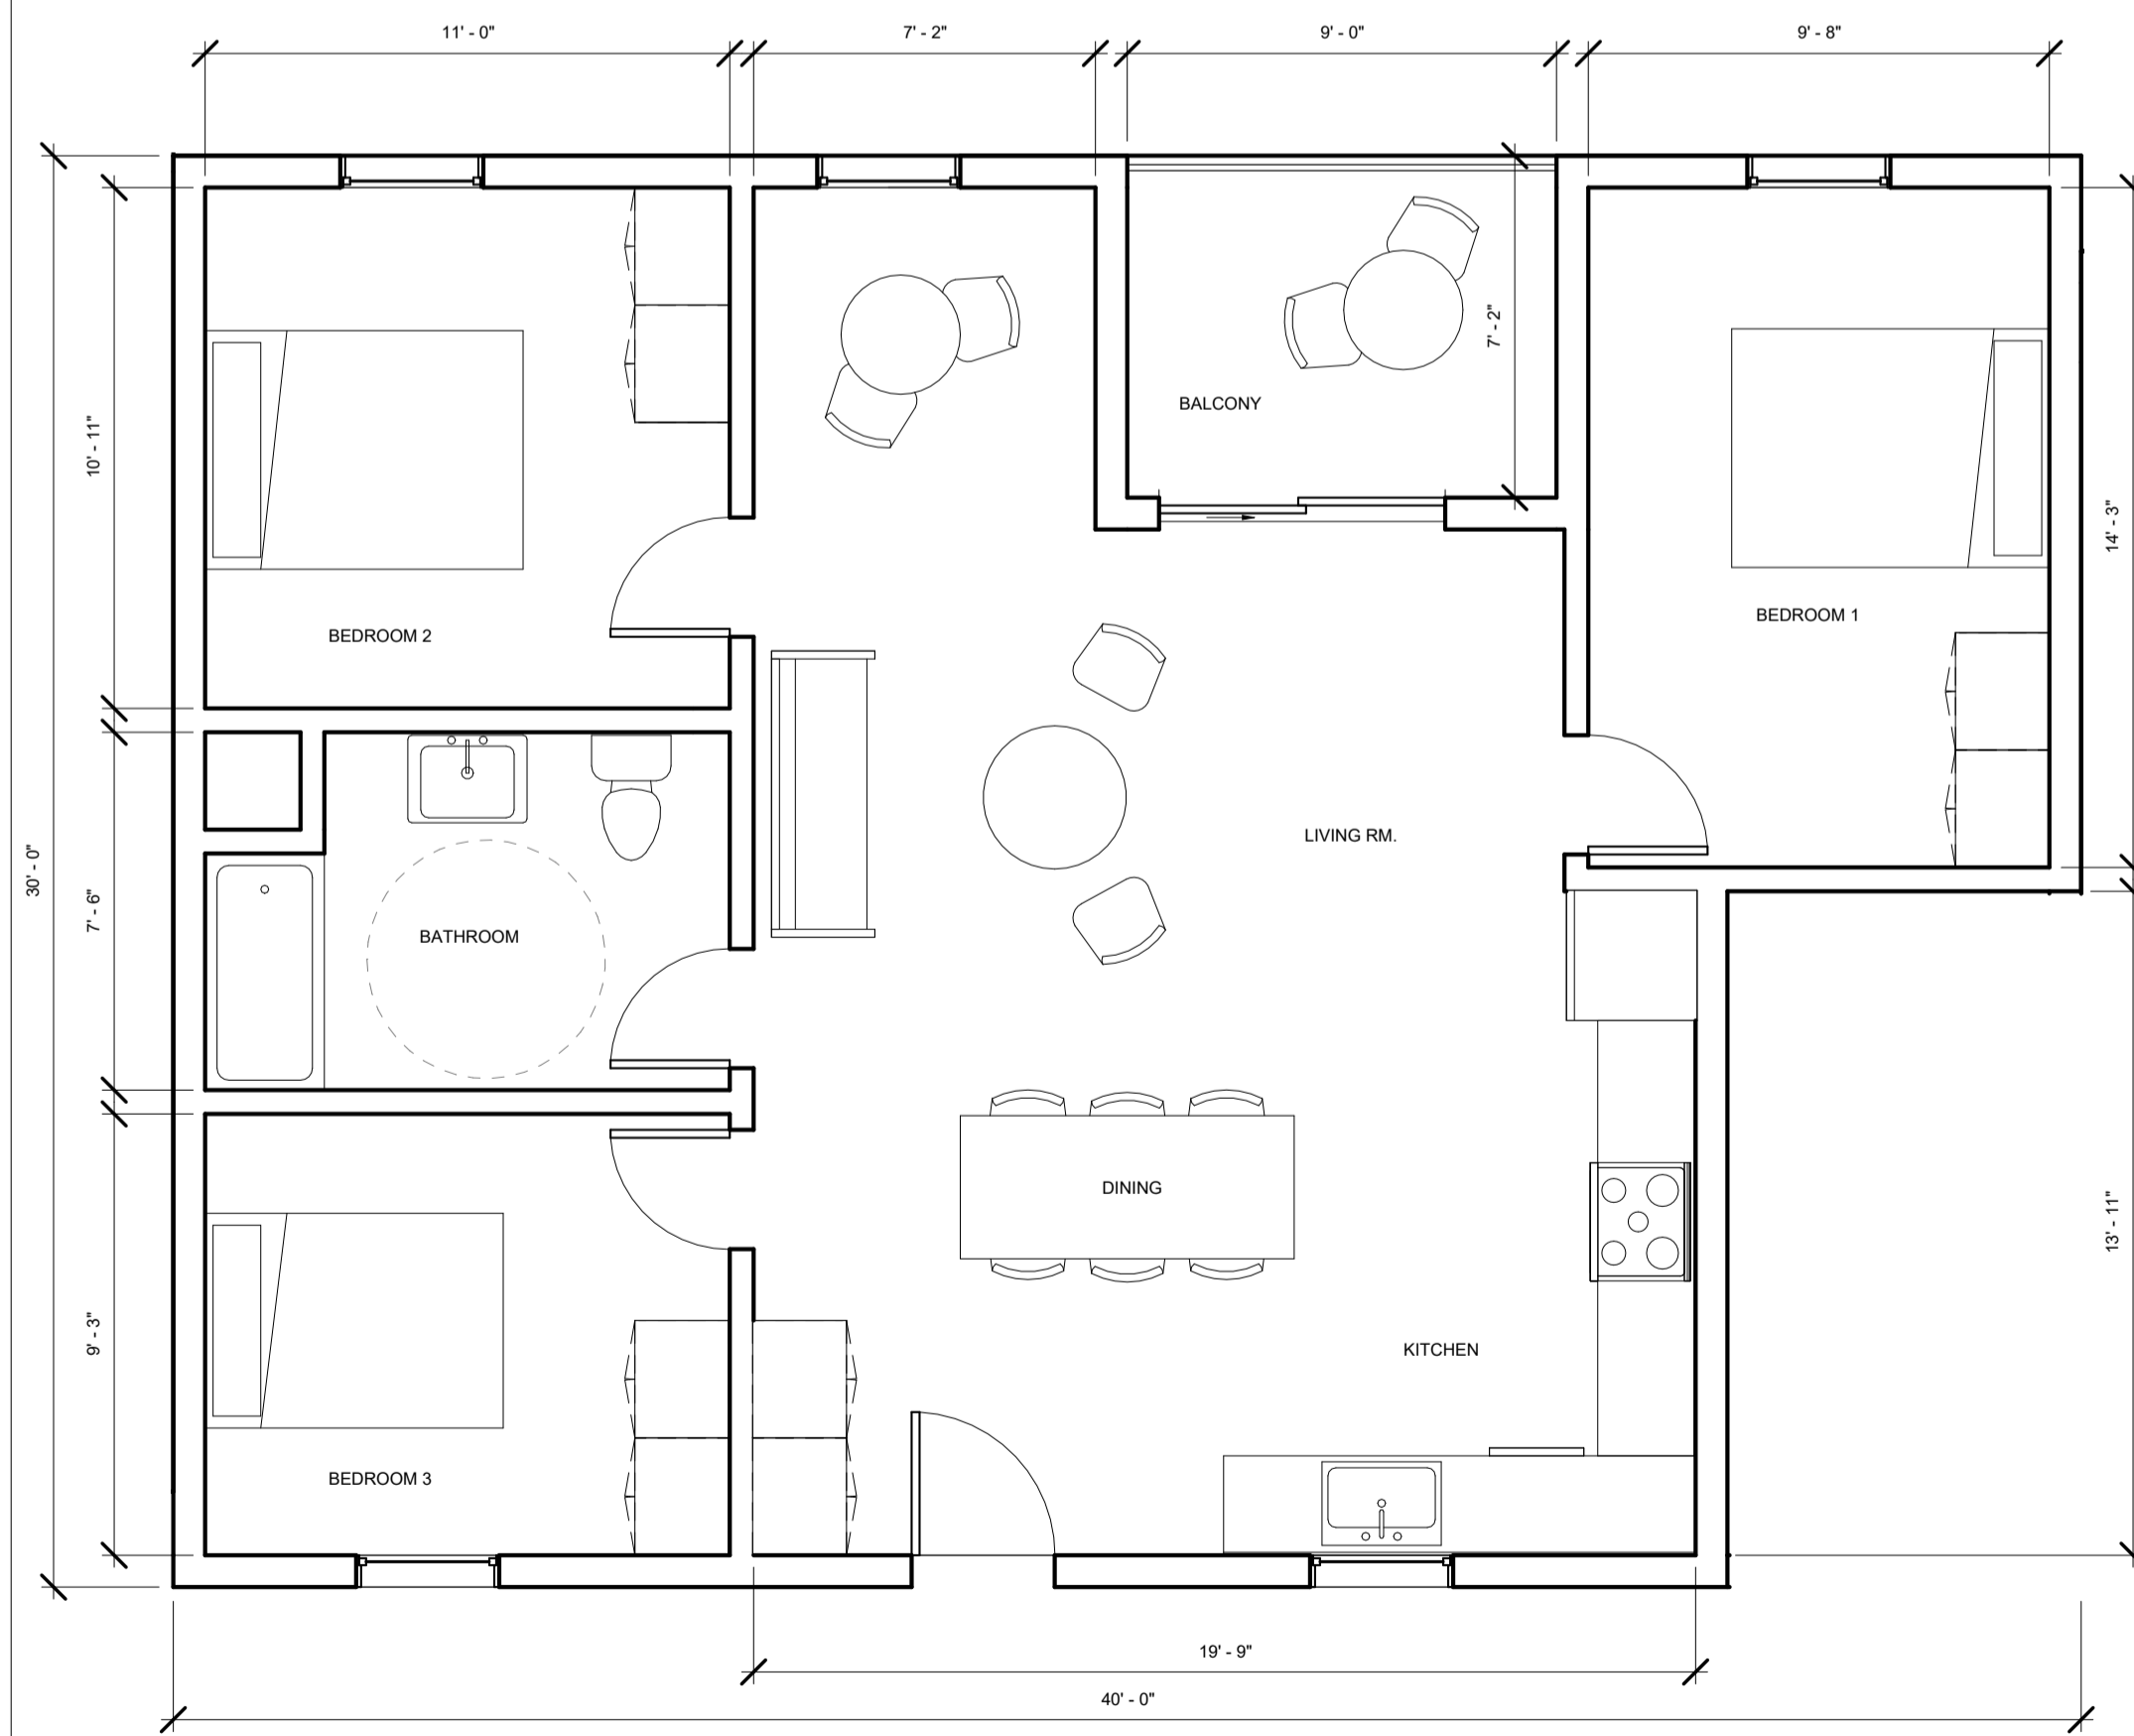 11' - 0"
7' - 2"
9' - 0"
9' - 8"
7' - 2"
BALCONY
10' - 11"
14' - 3"
BEDROOM 1
BEDROOM 2
LIVING RM.
30' - 0"
7' - 6"
BATHROOM
DINING
13' - 11"
9' - 3"
KITCHEN
BEDROOM 3
19' - 9"
40' - 0"